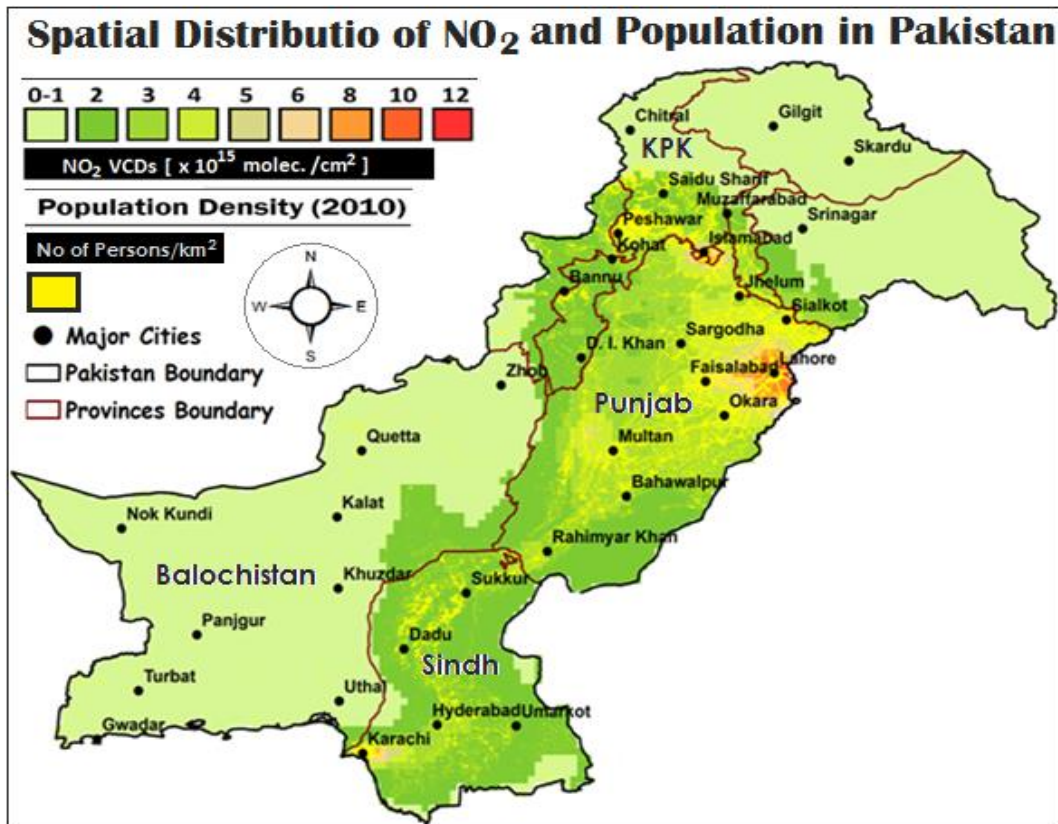 Spatial Distributio of NO2 and Population in Pakistan
0-1 2 3 4 5 6 8 10 12
NO2 VCDs [ x 10^15 molec. /cm^2 ]
Population Density (2010)
No of Persons/km^2
N
W E
S
Major Cities
Pakistan Boundary
Provinces Boundary
Chitral
Gilgit
KPK
Skardu
Saidu Sharif
Muzaffarabad
Srinagar
Peshawar
Islamabad
Kohat
Bannu
Jhelum
Sialkot
Sargodha
D. I. Khan
Lahore
Faisalabad
Zhob
Punjab
Okara
Quetta
Multan
Bahawalpur
Kalat
Nok Kundi
Rahimyar Khan
Balochistan
Khuzdar
Sukkur
Panjgur
Dadu
Sindh
Turbat
Uthal
Gwadar
Hyderabad
Umarkot
Karachi